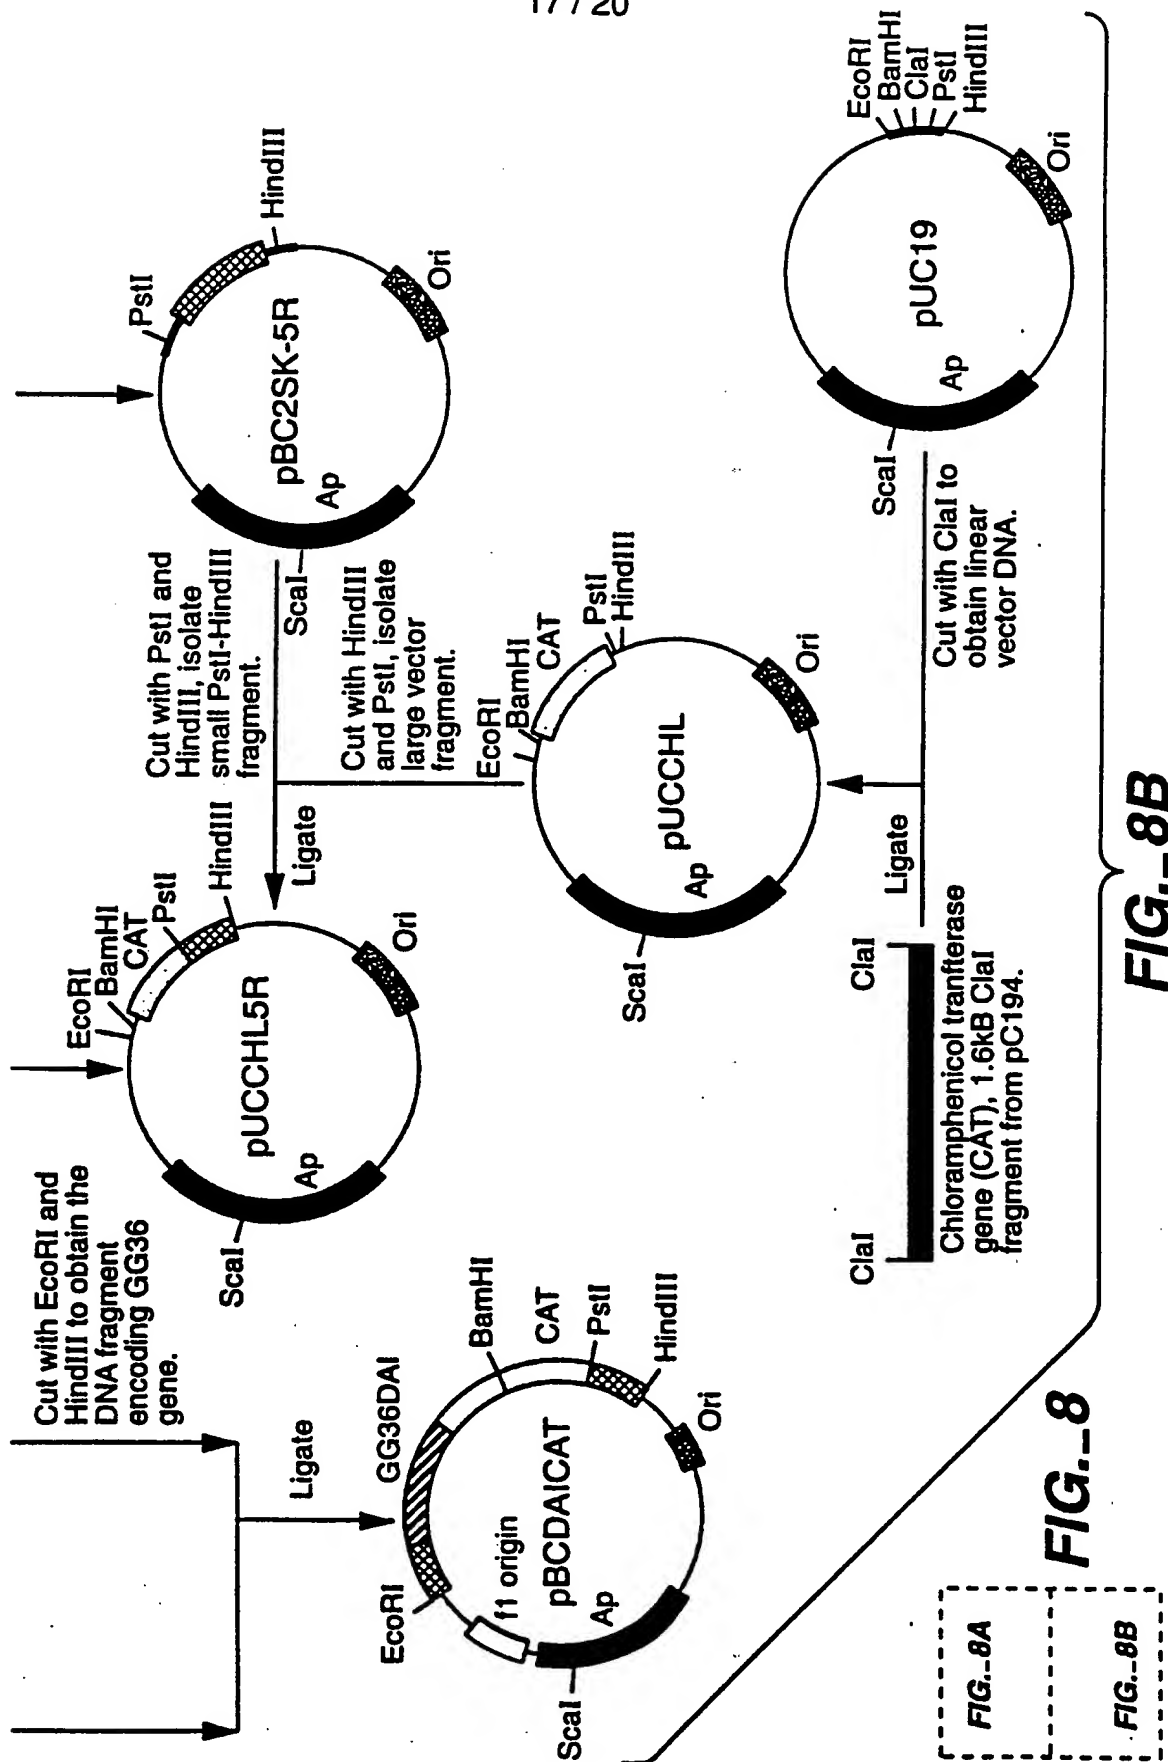 17 / 20
PstI
HindIII
pBC2SK-5R
Ap
Ori
ScaI
EcoRI
BamHI
ClaI
PstI
HindIII
pUC19
Ap
Ori
ScaI
Cut with PstI and
HindIII, isolate
small PstI-HindIII
fragment.
Cut with HindIII
and PstI, isolate
large vector
fragment.
Ligate
EcoRI
BamHI
CAT
PstI
HindIII
pUCCHL
Ap
Ori
ScaI
Cut with ClaI to
obtain linear
vector DNA.
Ligate
EcoRI
BamHI
CAT
PstI
HindIII
pUCCHL5R
Ap
Ori
ScaI
ClaI
ClaI
Chloramphenicol tranfterase
gene (CAT), 1.6kB ClaI
fragment from pC194.
Cut with EcoRI and
HindIII to obtain the
DNA fragment
encoding GG36
gene.
Ligate
EcoRI
GG36DAI
BamHI
CAT
PstI
HindIII
f1 origin
pBCDAICAT
Ap
Ori
ScaI
FIG._8B
FIG._8A
FIG._8B
FIG._8